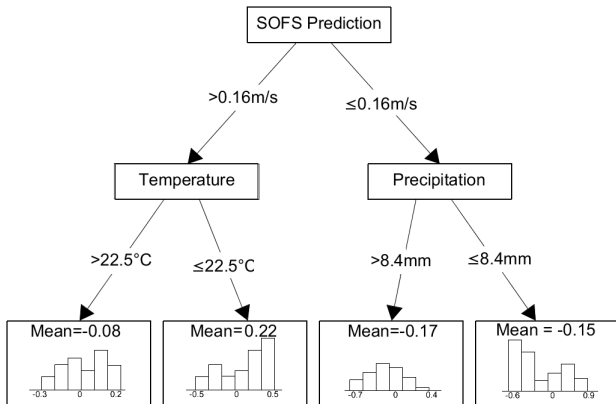 SOFS Prediction
>0.16m/s
≤0.16m/s
Temperature
Precipitation
>22.5°C
≤22.5°C
>8.4mm
≤8.4mm
Mean=-0.08
Mean=0.22
Mean=-0.17
Mean = -0.15
-0.3 0 0.2
-0.5 0 0.5
-0.7 0 0.4
-0.6 0 0.9